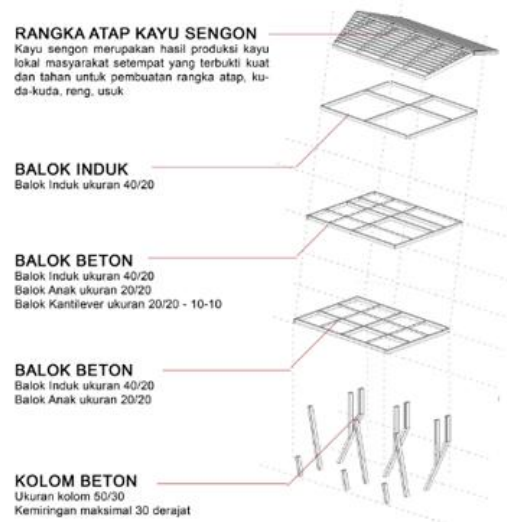 RANGKA ATAP KAYU SENGON
Kayu sengon merupakan hasil produksi kayu
lokal masyarakat setempat yang terbukti kuat
dan tahan untuk pembuatan rangka atap, ku-
da-kuda, reng, usuk
BALOK INDUK
Balok Induk ukuran 40/20
BALOK BETON
Balok Induk ukuran 40/20
Balok Anak ukuran 20/20
Balok Kantilever ukuran 20/20 - 10-10
BALOK BETON
Balok Induk ukuran 40/20
Balok Anak ukuran 20/20
KOLOM BETON
Ukuran kolom 50/30
Kemiringan maksimal 30 derajat